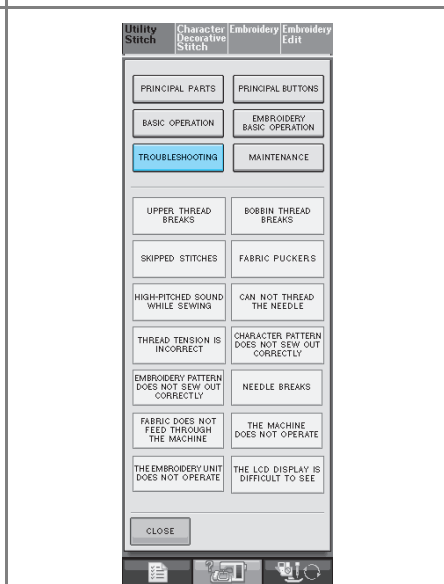 Utility
Stitch
Character
Decorative
Stitch
Embroidery
Embroidery
Edit
PRINCIPAL PARTS
PRINCIPAL BUTTONS
BASIC OPERATION
EMBROIDERY
BASIC OPERATION
TROUBLESHOOTING
MAINTENANCE
UPPER THREAD
BREAKS
BOBBIN THREAD
BREAKS
SKIPPED STITCHES
FABRIC PUCKERS
HIGH-PITCHED SOUND
WHILE SEWING
CAN NOT THREAD
THE NEEDLE
THREAD TENSION IS
INCORRECT
CHARACTER PATTERN
DOES NOT SEW OUT
CORRECTLY
EMBROIDERY PATTERN
DOES NOT SEW OUT
CORRECTLY
NEEDLE BREAKS
FABRIC DOES NOT
FEED THROUGH
THE MACHINE
THE MACHINE
DOES NOT OPERATE
THE EMBROIDERY UNIT
DOES NOT OPERATE
THE LCD DISPLAY IS
DIFFICULT TO SEE
CLOSE